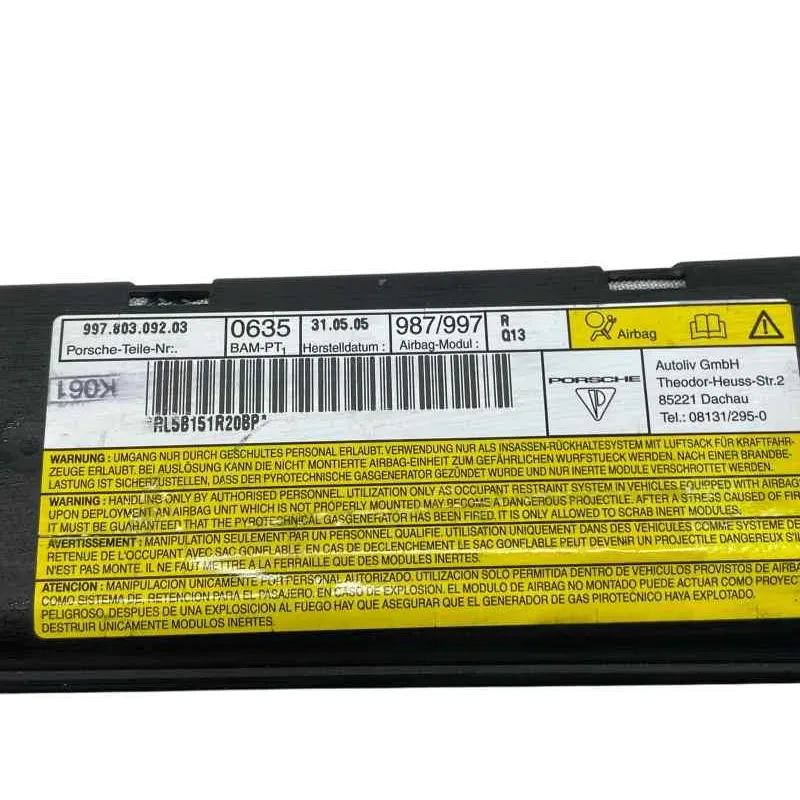 997.803.092.03
Porsche-Teile-Nr:.
0635
BAM-PT1
31.05.05
Herstelldatum :
987/997
Airbag-Modul :
R
Q13
Airbag
K061
*RL5B151R20BP*
PORSCHE
Autoliv GmbH
Theodor-Heuss-Str.2
85221 Dachau
Tel.: 08131/295-0
WARNUNG : UMGANG NUR DURCH GESCHULTES PERSONAL ERLAUBT. VERWENDUNG NUR ALS INSASSEN-RÜCKHALTESYSTEM MIT LUFTSACK FÜR KRAFTFAHR-
ZEUGE ERLAUBT. BEI AUSLÖSUNG KANN DIE NICHT MONTIERTE AIRBAG-EINHEIT ZUM GEFÄHRLICHEN WURFSTUECK WERDEN. NACH EINER BRANDBE-
LASTUNG IST SICHERZUSTELLEN, DASS DER PYROTECHNISCHE GASGENERATOR GEZÜNDET WURDE UND NUR INERTE MODULE VERSCHROTTET WERDEN.
WARNING : HANDLING ONLY BY AUTHORISED PERSONNEL. UTILIZATION ONLY AS OCCUPANT RESTRAINT SYSTEM IN VEHICLES EQUIPPED WITH AIRBAG
UPON DEPLOYMENT AN AIRBAG UNIT WHICH IS NOT PROPERLY MOUNTED MAY BECOME A DANGEROUS PROJECTILE. AFTER A STRESS CAUSED OF FIR
IT MUST BE GUARANTEED THAT THE PYROTECHNICAL GASGENERATOR HAS BEEN FIRED. IT IS ONLY ALLOWED TO SCRAB INERT MODULES.
AVERTISSEMENT : MANIPULATION SEULEMENT PAR UN PERSONNEL QUALIFIE. UTILISATION UNIQUEMENT DANS DES VEHICULES COMME SYSTEME DE
RETENUE DE L'OCCUPANT AVEC SAC GONFLABLE EN CAS DE DECLENCHEMENT LE SAC GONFLABLE NON MONTE DEVIENT UN PROJECTILE DANGEREUX S'IL
N'EST PAS MONTE. IL NE FAUT METTRE A LA FERRAILLE QUE DES MODULES INERTES.
ATENCION : MANIPULACION UNICAMENTE POR PERSONAL AUTORIZADO. UTILIZACION SOLO PERMITIDA DENTRO DE VEHICULOS PROVISTOS DE AIRBA
COMO SISTEMA DE RETENCION PARA EL PASAJERO. EN CASO DE EXPLOSION. EL MODULO DE AIRBAG NO MONTADO PUEDE ACTUAR COMO PROYEC
PELIGROSO. DESPUES DE UNA EXPLOSION AL FUEGO HAY QUE ASEGURAR QUE EL GENERADOR DE GAS PIROTECNICO HAYA EXPLOTADO.
DESTRUIR UNICAMENTE MODULOS INERTES.